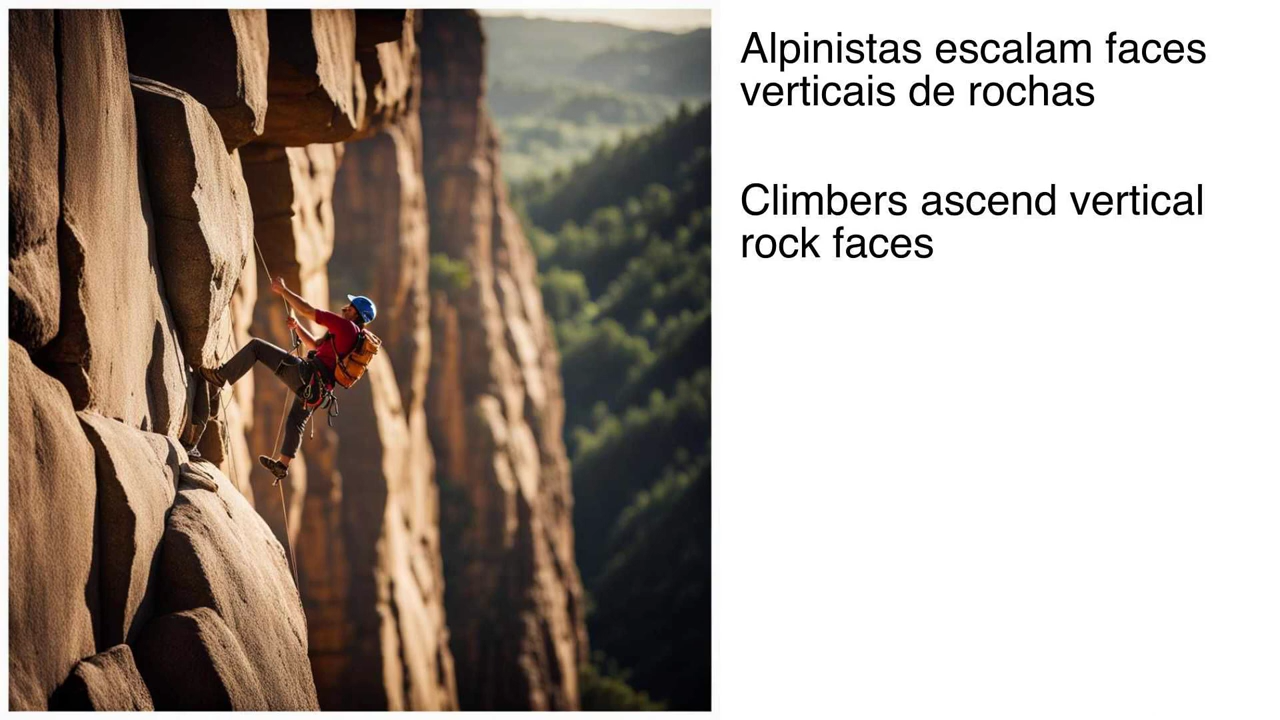 Alpinistas escalam faces
verticais de rochas
Climbers ascend vertical
rock faces